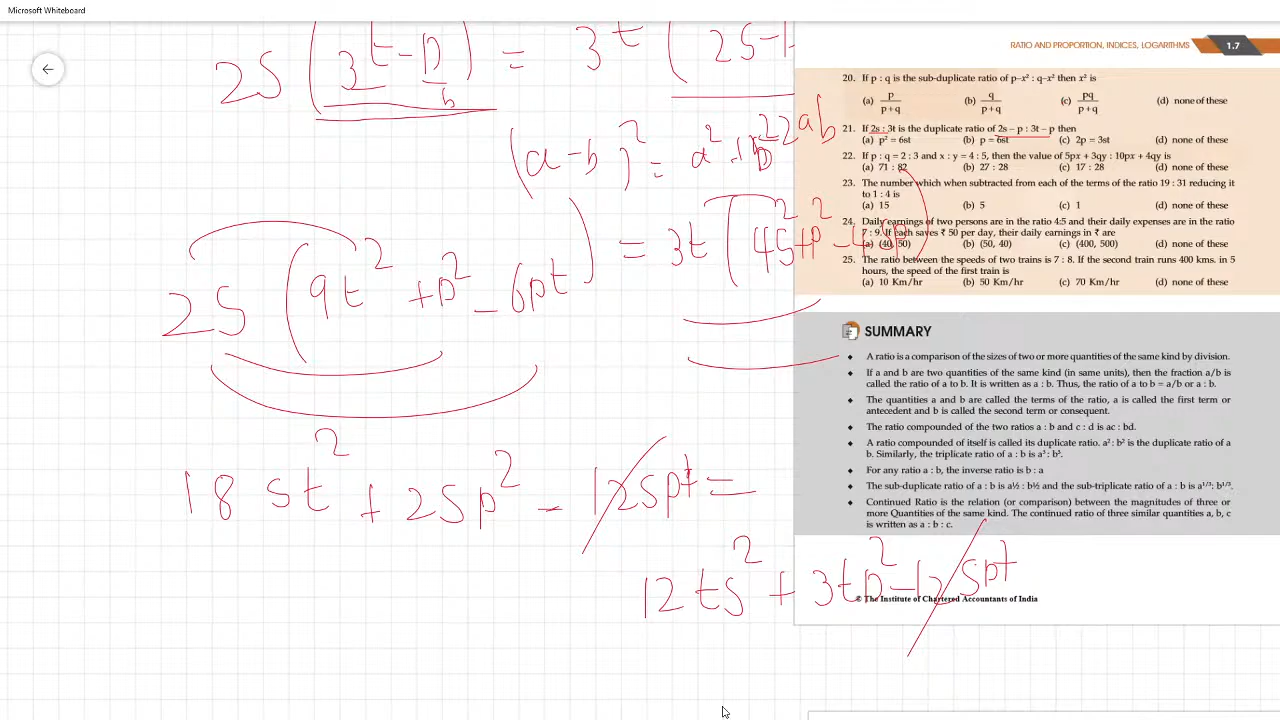 Microsoft Whiteboard
2S (3t - p) = 3t (2S
b
(a - b)² = a² + b² 2ab
2S (9t² + p² - 6pt) = 3t (4S² + p² - 4
18 st² + 2Sp² - 12spt =
12 ts² + 3tp² - 12 spt
RATIO AND PROPORTION, INDICES, LOGARITHMS 1.7
20. If p : q is the sub-duplicate ratio of p–x² : q–x² then x² is
(a) p/p+q (b) q/p+q (c) pq/p+q (d) none of these
21. If 2s : 3t is the duplicate ratio of 2s – p : 3t – p then
(a) p² = 6st (b) p = 6st (c) 2p = 3st (d) none of these
22. If p : q = 2 : 3 and x : y = 4 : 5, then the value of 5px + 3qy : 10px + 4qy is
(a) 71 : 82 (b) 27 : 28 (c) 17 : 28 (d) none of these
23. The number which when subtracted from each of the terms of the ratio 19 : 31 reducing it
to 1 : 4 is
(a) 15 (b) 5 (c) 1 (d) none of these
24. Daily earnings of two persons are in the ratio 4:5 and their daily expenses are in the ratio
7 : 9. If each saves ₹ 50 per day, their daily earnings in ₹ are
(a) (40, 50) (b) (50, 40) (c) (400, 500) (d) none of these
25. The ratio between the speeds of two trains is 7 : 8. If the second train runs 400 kms. in 5
hours, the speed of the first train is
(a) 10 Km/hr (b) 50 Km/hr (c) 70 Km/hr (d) none of these
SUMMARY
◆ A ratio is a comparison of the sizes of two or more quantities of the same kind by division.
◆ If a and b are two quantities of the same kind (in same units), then the fraction a/b is
called the ratio of a to b. It is written as a : b. Thus, the ratio of a to b = a/b or a : b.
◆ The quantities a and b are called the terms of the ratio, a is called the first term or
antecedent and b is called the second term or consequent.
◆ The ratio compounded of the two ratios a : b and c : d is ac : bd.
◆ A ratio compounded of itself is called its duplicate ratio. a² : b² is the duplicate ratio of a
b. Similarly, the triplicate ratio of a : b is a³ : b³.
◆ For any ratio a : b, the inverse ratio is b : a
◆ The sub-duplicate ratio of a : b is a½ : b½ and the sub-triplicate ratio of a : b is a¹/³ : b¹/³.
◆ Continued Ratio is the relation (or comparison) between the magnitudes of three or
more Quantities of the same kind. The continued ratio of three similar quantities a, b, c
is written as a : b : c.
© The Institute of Chartered Accountants of India